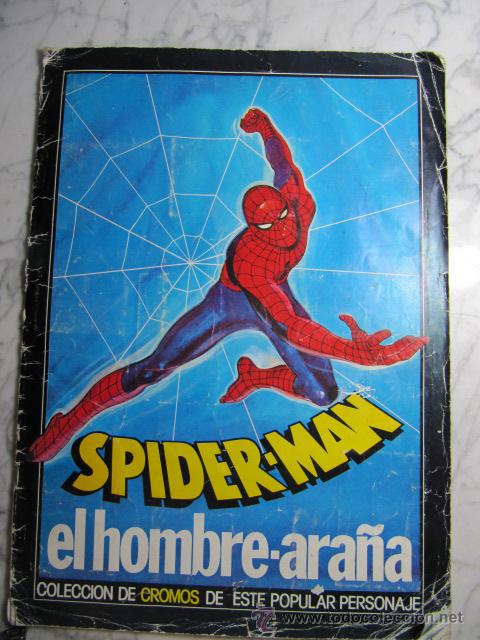 SPIDER-MAN
el hombre-araña
COLECCION DE CROMOS DE ESTE POPULAR PERSONAJE
todocoleccion.net